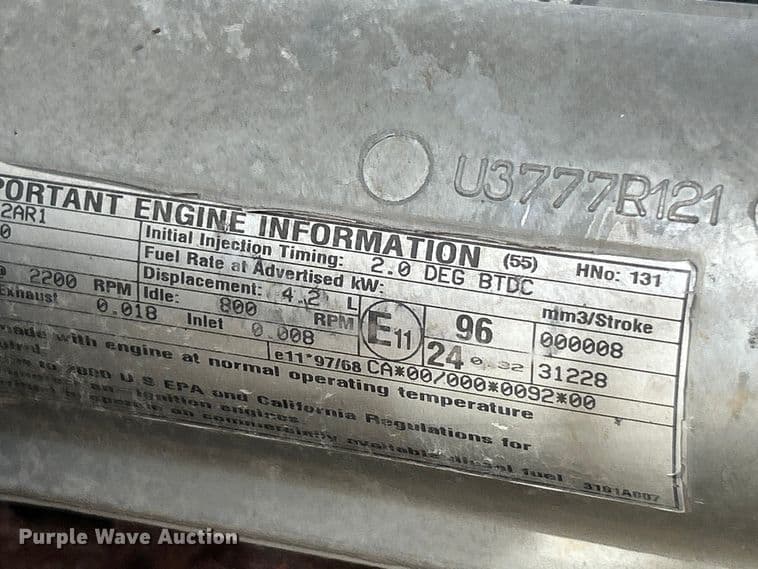 U3777R121
PORTANT ENGINE INFORMATION (55) HNo: 131
2AR1 Initial Injection Timing: 2.0 DEG BTDC
0 Fuel Rate at Advertised kW: mm3/Stroke
2200 RPM Displacement: 4.2 L E11 96 000008
Exhaust 0.018 Idle: 800 RPM 24 31228
Inlet 0.008 e11*97/68 CA*00/000*0092*00
made with engine at normal operating temperature
U S EPA and California Regulations for
ignition engines
on commercially available diesel fuel 3181A007
Purple Wave Auction